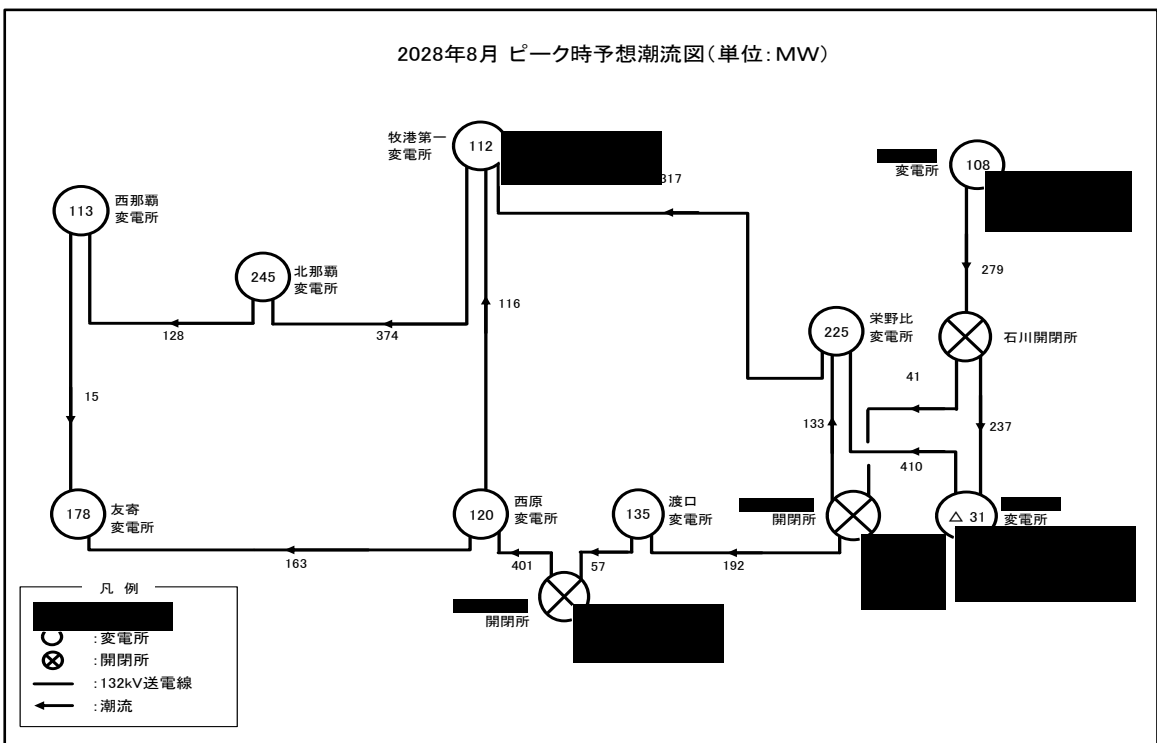 2028年8月 ピーク時予想潮流図(単位:MW)
牧港第一
変電所
112
317
変電所
108
113
西那覇
変電所
245
北那覇
変電所
279
116
128
374
225
栄野比
変電所
石川開閉所
41
15
133
237
410
178
友寄
変電所
120
西原
変電所
135
渡口
変電所
開閉所
△ 31
変電所
163
401
57
192
開閉所
凡 例
:変電所
:開閉所
:132kV送電線
:潮流